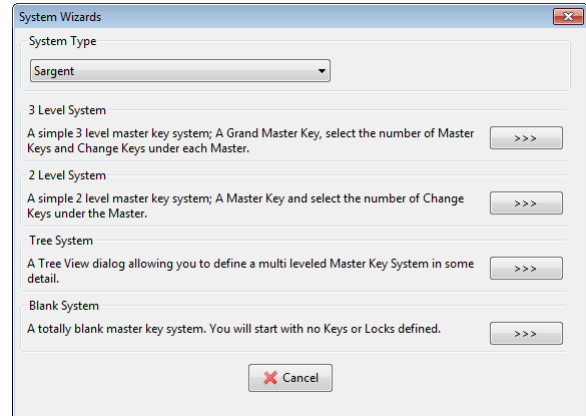 System Wizards
System Type
Sargent
3 Level System
A simple 3 level master key system; A Grand Master Key, select the number of Master
Keys and Change Keys under each Master.
>>>
2 Level System
A simple 2 level master key system; A Master Key and select the number of Change
Keys under the Master.
>>>
Tree System
A Tree View dialog allowing you to define a multi leveled Master Key System in some
detail.
>>>
Blank System
A totally blank master key system. You will start with no Keys or Locks defined.
>>>
Cancel